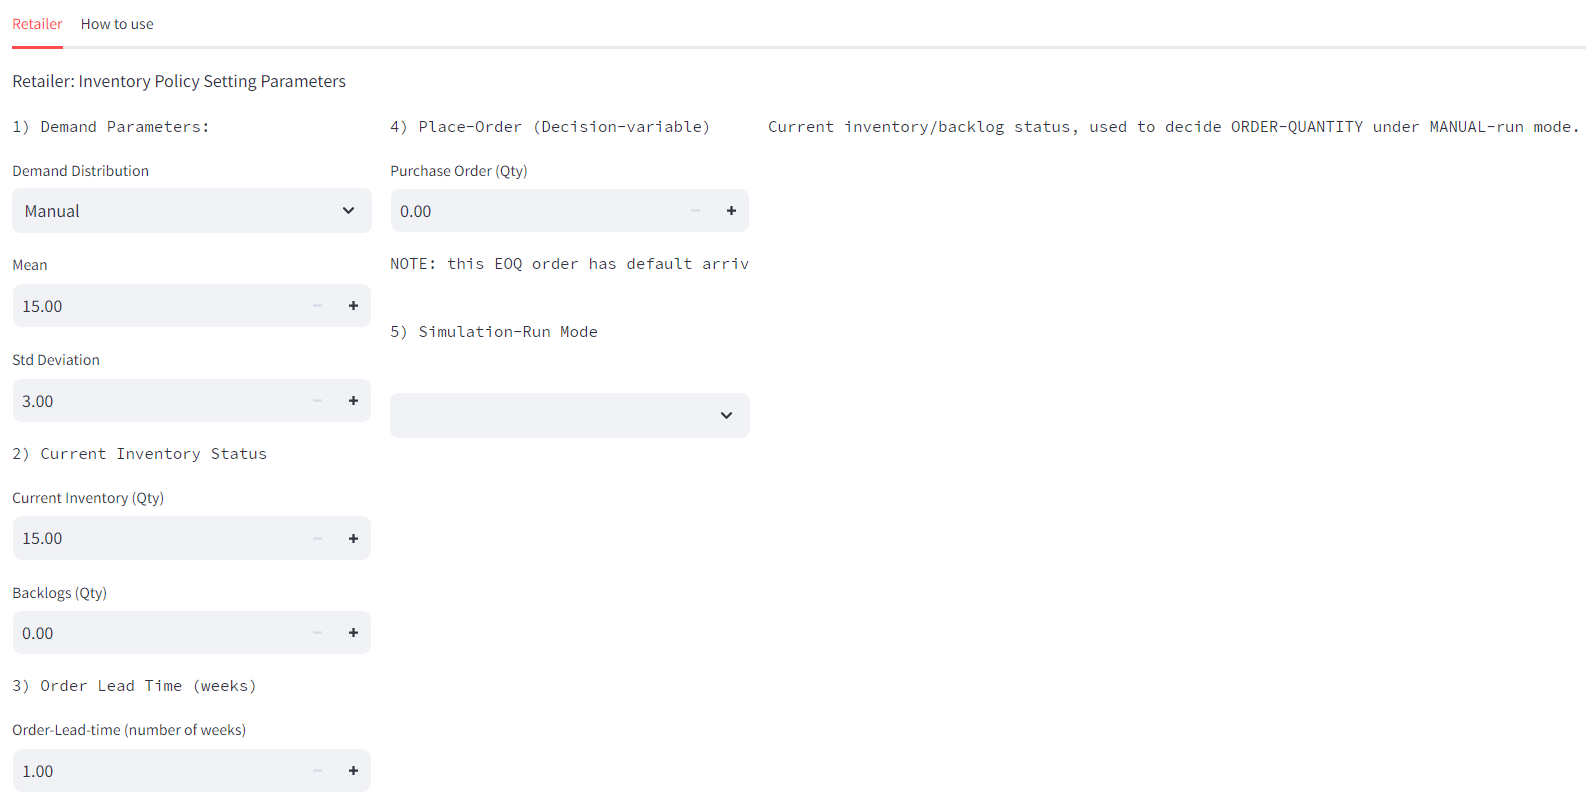 Retailer
How to use
Retailer: Inventory Policy Setting Parameters
1) Demand Parameters:
Demand Distribution
Manual
Mean
15.00
Std Deviation
3.00
2) Current Inventory Status
Current Inventory (Qty)
15.00
Backlogs (Qty)
0.00
3) Order Lead Time (weeks)
Order-Lead-time (number of weeks)
1.00
4) Place-Order (Decision-variable)
Purchase Order (Qty)
0.00
NOTE: this EOQ order has default arriv
5) Simulation-Run Mode
Current inventory/backlog status, used to decide ORDER-QUANTITY under MANUAL-run mode.